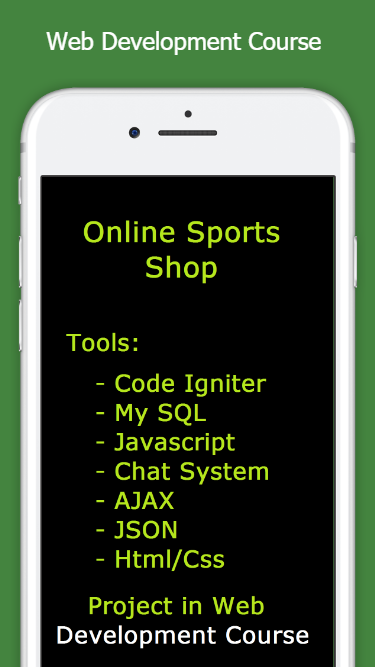 Web Development Course
Online Sports
Shop
Tools:
- Code Igniter
- My SQL
- Javascript
- Chat System
- AJAX
- JSON
- Html/Css
Project in Web
Development Course